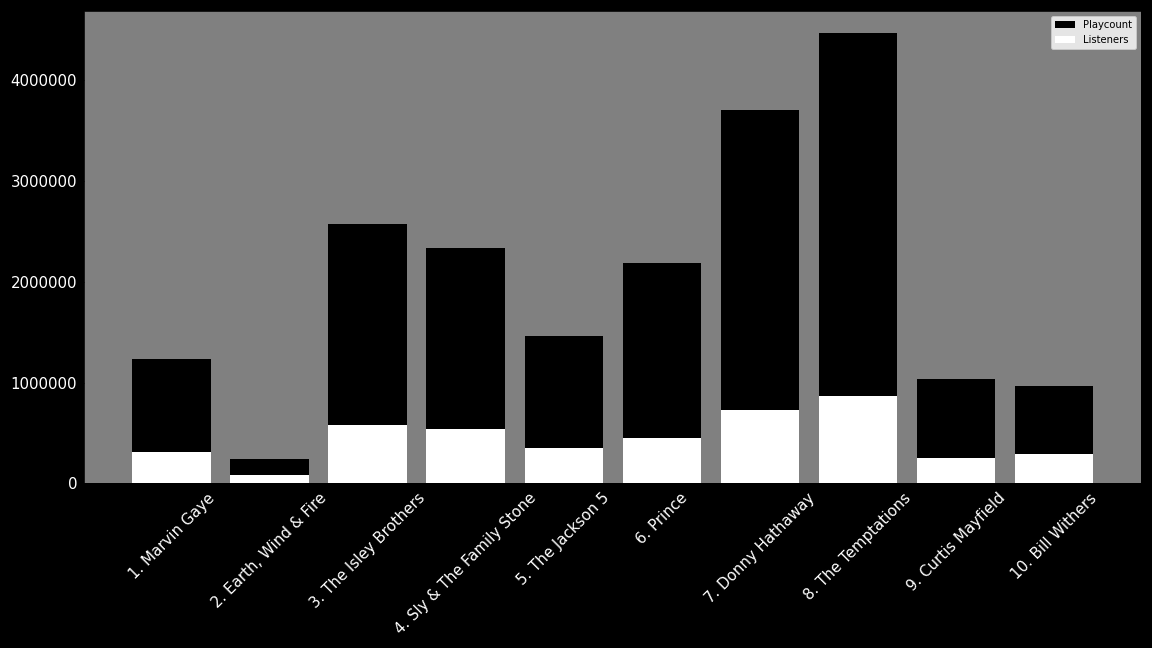 Playcount
Listeners
4000000
3000000
2000000
1000000
0
1. Marvin Gaye
2. Earth, Wind & Fire
3. The Isley Brothers
4. Sly & The Family Stone
5. The Jackson 5
6. Prince
7. Donny Hathaway
8. The Temptations
9. Curtis Mayfield
10. Bill Withers